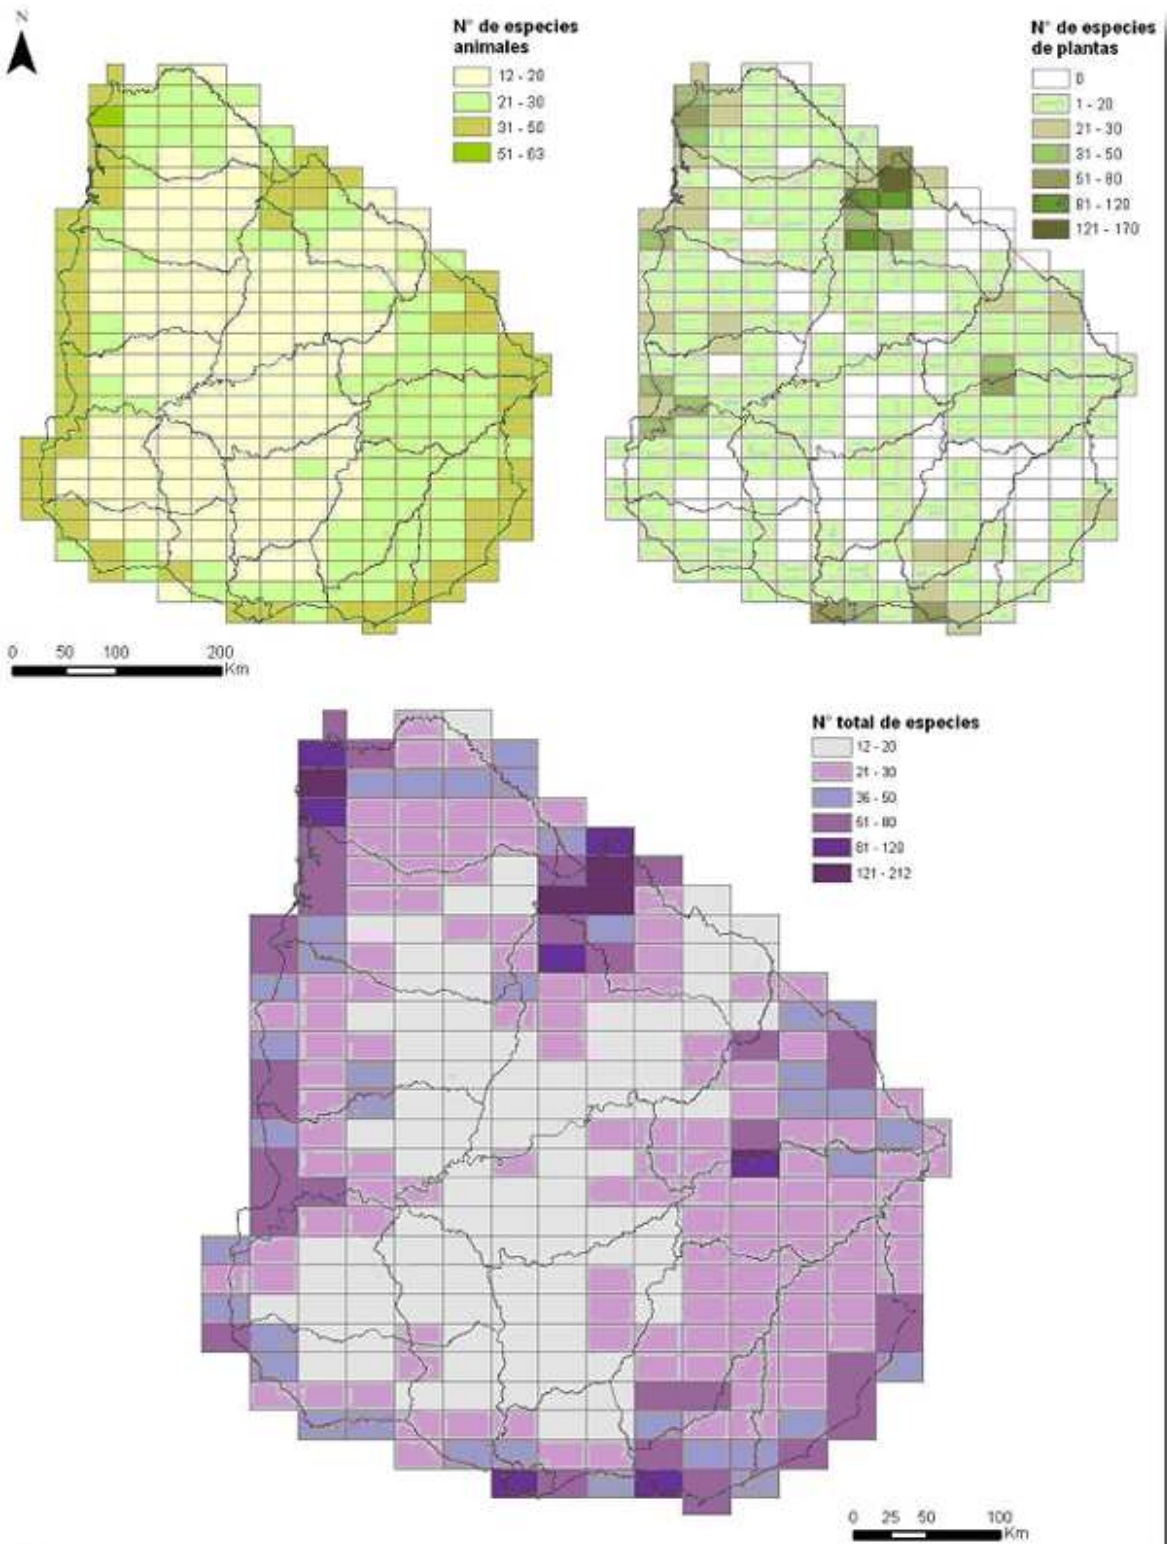 N
N° de especies
animales
12 - 20
21 - 30
31 - 50
51 - 63
N° de especies
de plantas
0
1 - 20
21 - 30
31 - 50
51 - 80
81 - 120
121 - 170
0 50 100 200
Km
N° total de especies
12 - 20
21 - 30
36 - 50
51 - 80
81 - 120
121 - 212
0 25 50 100
Km